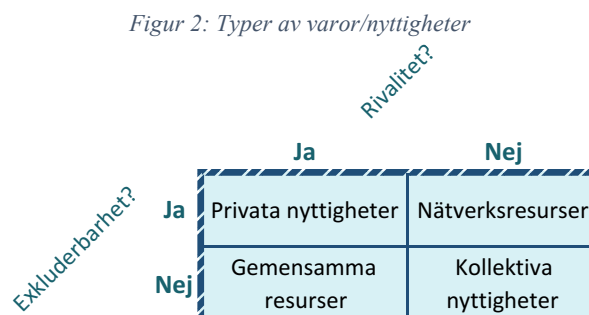 Figur 2: Typer av varor/nyttigheter
Rivalitet?
Ja Nej
Exkluderbarhet?
Ja Privata nyttigheter Nätverksresurser
Nej Gemensamma resurser Kollektiva nyttigheter